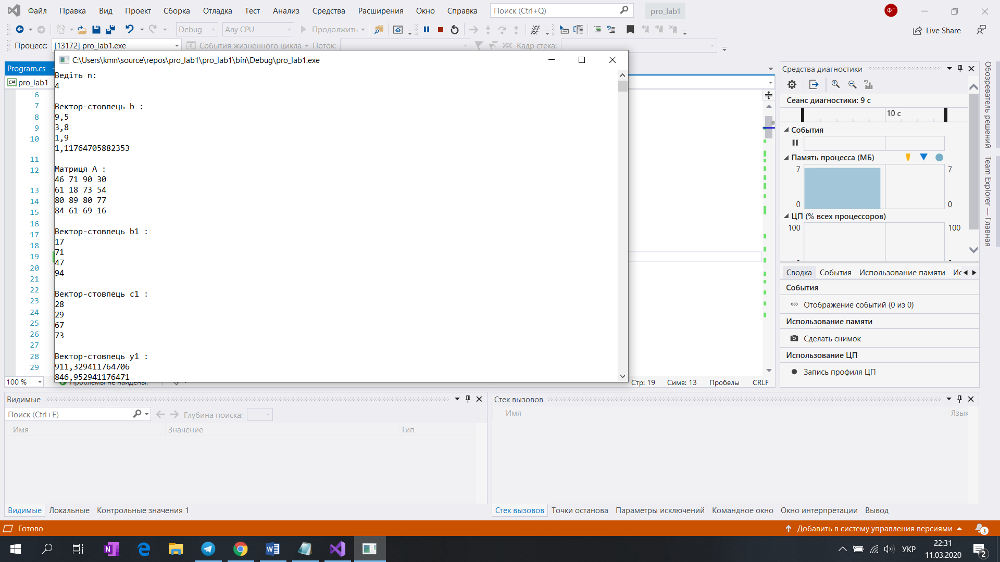 Файл Правка Вид Проект Сборка Отладка Тест Анализ Средства Расширения Окно Справка Поиск (Ctrl+Q) pro_lab1 ФГ
Debug Any CPU Продолжить Live Share
Процесс: [13172] pro_lab1.exe События жизненного цикла Поток: Кадр стека:
Program.cs
pro_lab1
6
7
8
9
10
11
12
13
14
15
16
17
18
19
20
21
22
23
24
25
26
27
28
29
C:\Users\kmn\source\repos\pro_lab1\pro_lab1\bin\Debug\pro_lab1.exe
Ведіть n:
4
Вектор-стовпець b :
9,5
3,8
1,9
1,11764705882353
Матриця A :
46 71 90 30
61 18 73 54
80 89 80 77
84 61 69 16
Вектор-стовпець b1 :
17
71
47
94
Вектор-стовпець c1 :
28
29
67
73
Вектор-стовпець y1 :
911,329411764706
846,952941176471
100 % Проблемы не найдены. Стр: 19 Симв: 13 Пробелы CRLF
Средства диагностики
Сеанс диагностики: 9 с
10 с
События
Память процесса (МБ)
7 7
0 0
ЦП (% всех процессоров)
100 100
Сводка События Использование памяти Ис
События
Отображение событий (0 из 0)
Использование памяти
Сделать снимок
Использование ЦП
Запись профиля ЦП
Обозреватель решений
Team Explorer — Главная
Видимые
Поиск (Ctrl+E) Глубина поиска:
Имя Значение Тип
Видимые Локальные Контрольные значения 1
Стек вызовов
Имя Язык
Стек вызовов Точки останова Параметры исключений Командное окно Окно интерпретации Вывод
Готово Добавить в систему управления версиями 3
УКР 22:31
11.03.2020 2